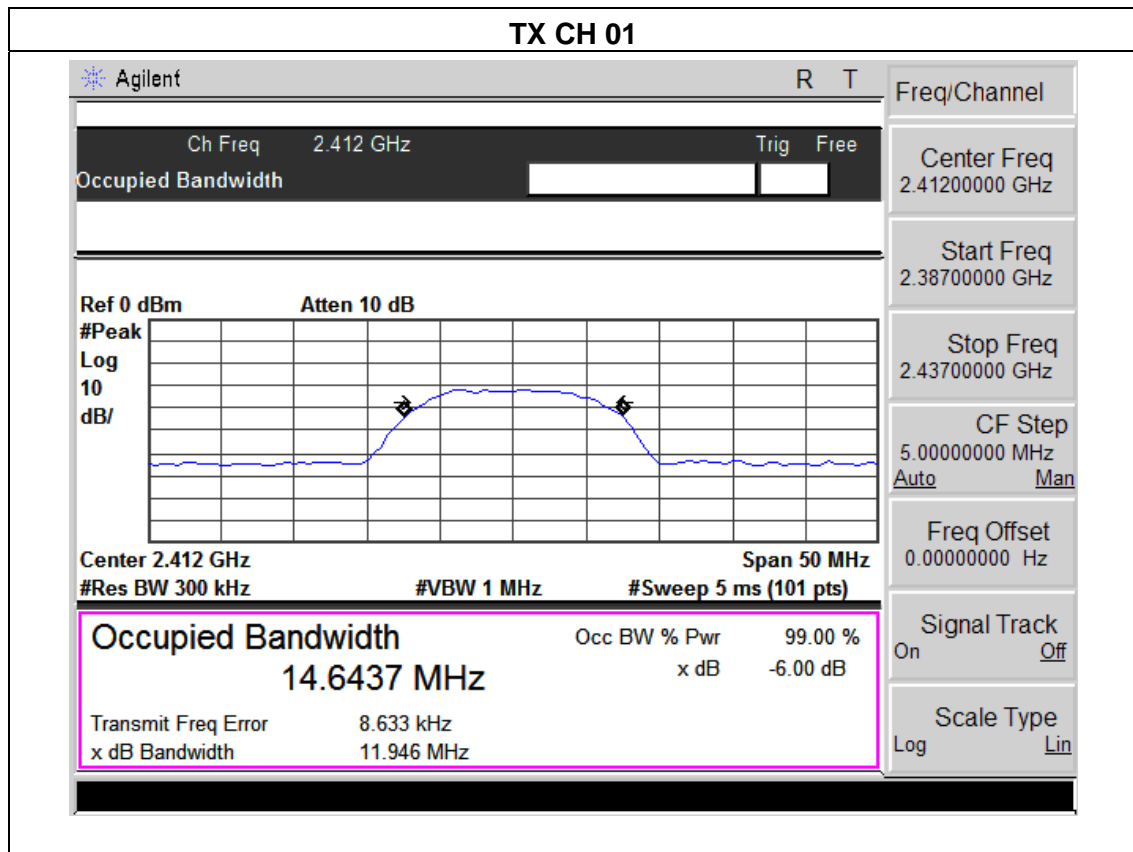 TX CH 01
Agilent R T
Freq/Channel
Ch Freq 2.412 GHz Trig Free
Occupied Bandwidth
Center Freq
2.41200000 GHz
Start Freq
2.38700000 GHz
Ref 0 dBm Atten 10 dB
#Peak
Log
10
dB/
Stop Freq
2.43700000 GHz
CF Step
5.00000000 MHz
Auto Man
Freq Offset
0.00000000 Hz
Center 2.412 GHz Span 50 MHz
#Res BW 300 kHz #VBW 1 MHz #Sweep 5 ms (101 pts)
Occupied Bandwidth Occ BW % Pwr 99.00 %
14.6437 MHz x dB -6.00 dB
Transmit Freq Error 8.633 kHz
x dB Bandwidth 11.946 MHz
Signal Track
On Off
Scale Type
Log Lin